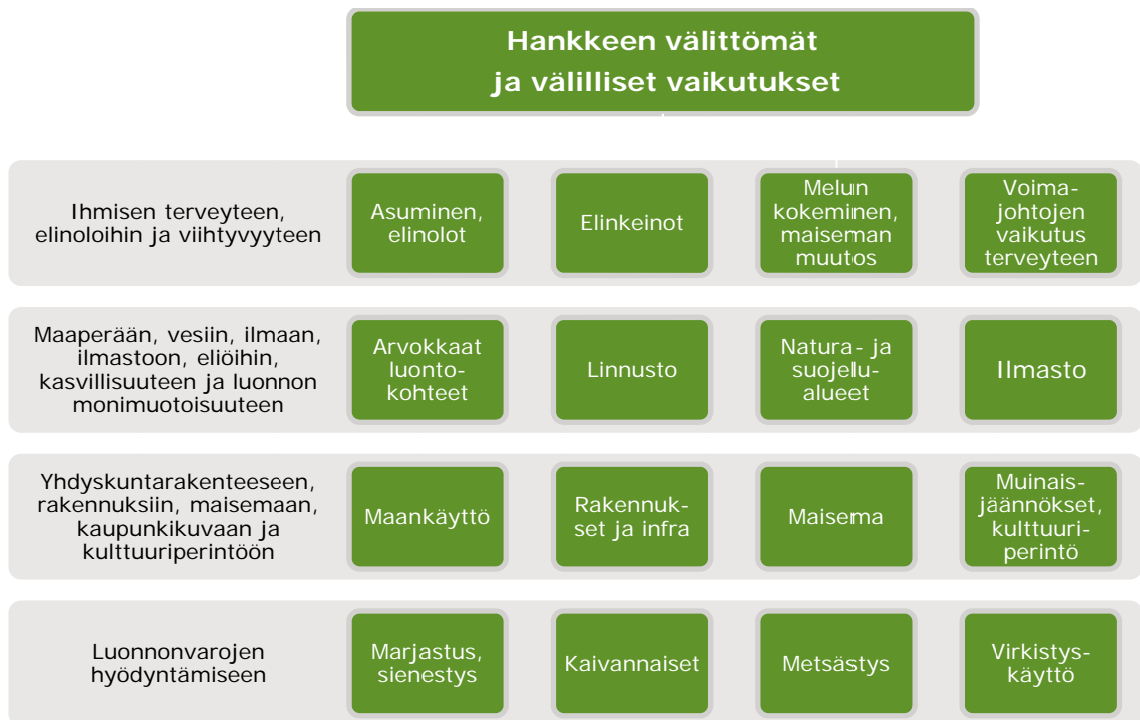 Hankkeen välittömät
ja välilliset vaikutukset
Ihmisen terveyteen,
elinoloihin ja viihtyvyyteen
Asuminen,
elinolot
Elinkeinot
Melun
kokeminen,
maiseman
muutos
Voima-
johtojen
vaikutus
terveyteen
Maaperään, vesiin, ilmaan,
ilmastoon, eliöihin,
kasvillisuuteen ja luonnon
monimuotoisuuteen
Arvokkaat
luonto-
kohteet
Linnusto
Natura- ja
suojelu-
alueet
Ilmasto
Yhdyskuntarakenteeseen,
rakennuksiin, maisemaan,
kaupunkikuvaan ja
kulttuuriperintöön
Maankäyttö
Rakennuk-
set ja infra
Maisema
Muinais-
jäännökset,
kulttuuri-
perintö
Luonnonvarojen
hyödyntämiseen
Marjastus,
sienestys
Kaivannaiset
Metsästys
Virkistys-
käyttö